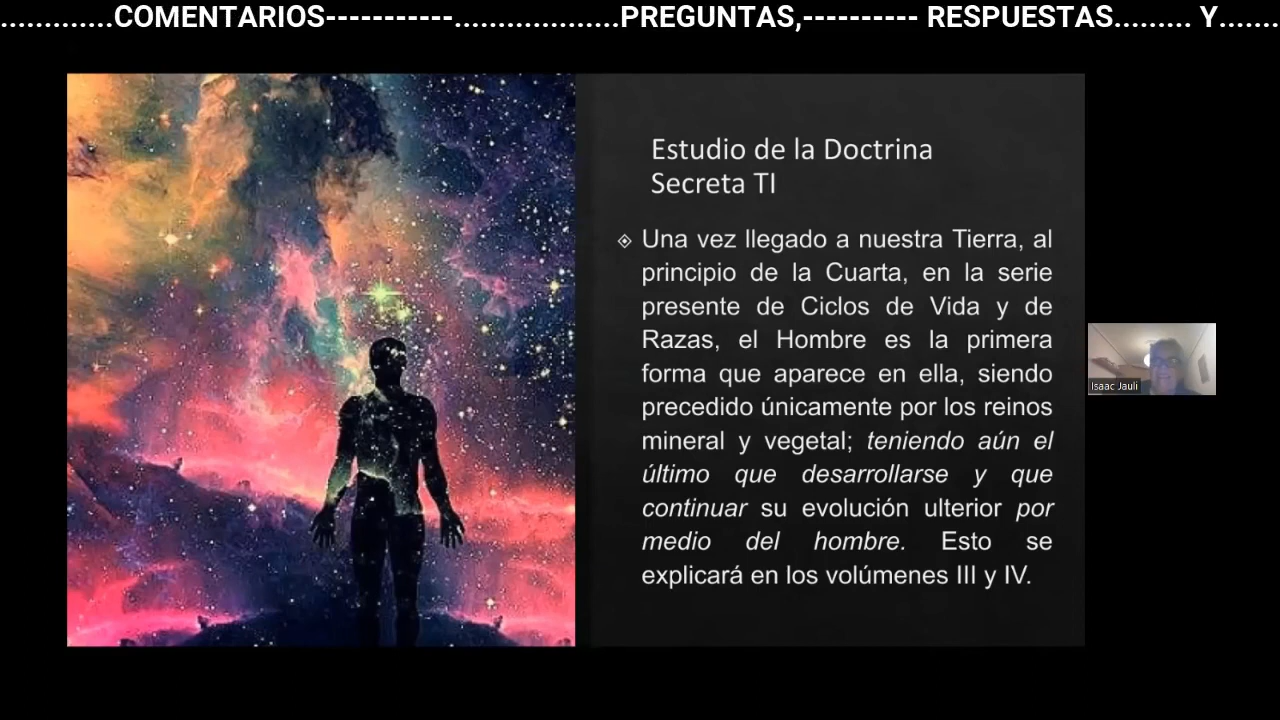 ............COMENTARIOS-----------..................PREGUNTAS,---------- RESPUESTAS......... Y.......
Estudio de la Doctrina
Secreta TI
Una vez llegado a nuestra Tierra, al
principio de la Cuarta, en la serie
presente de Ciclos de Vida y de
Razas, el Hombre es la primera
forma que aparece en ella, siendo
precedido únicamente por los reinos
mineral y vegetal; teniendo aún el
último que desarrollarse y que
continuar su evolución ulterior por
medio del hombre. Esto se
explicará en los volúmenes III y IV.
Isaac Jauli